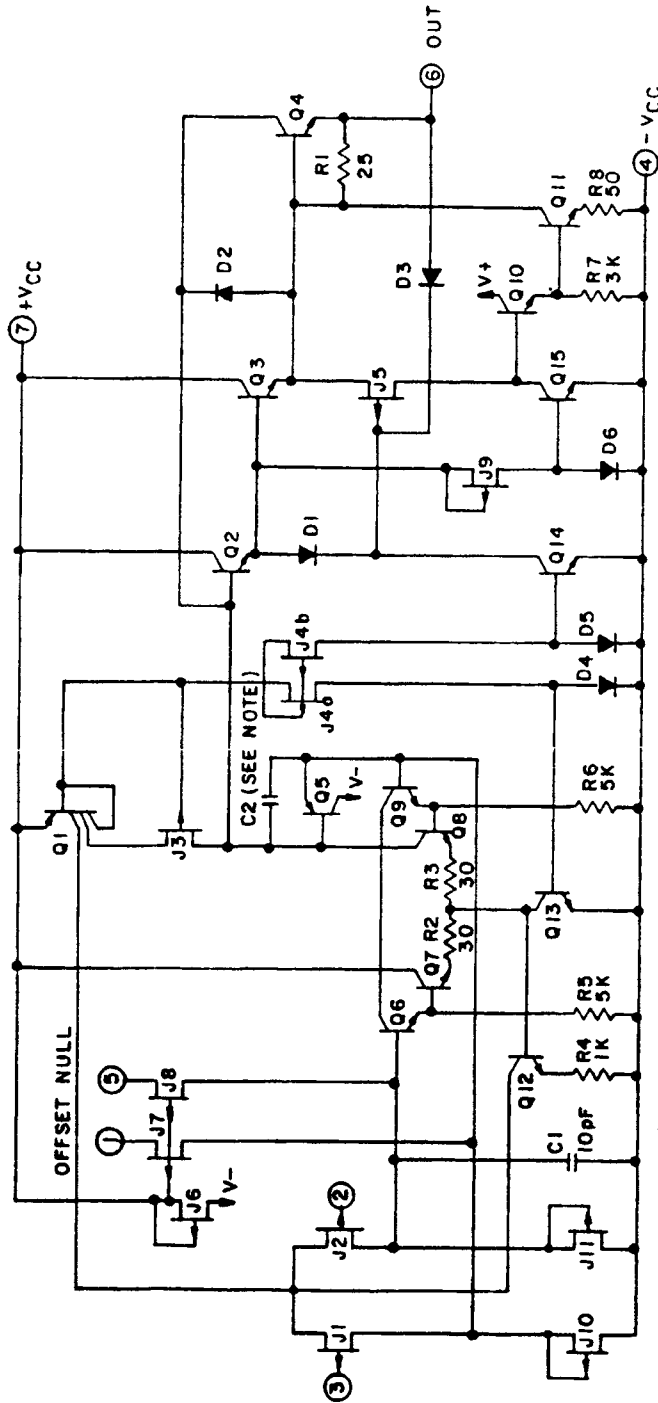 ⑦ +VCC
Q1
OFFSET NULL
⑤
①
J8
J7
J6
V-
J3
Q2
Q3
D2
Q4
R1
25
⑥ OUT
D1
J5
D3
J4b
J4a
C2 (SEE NOTE)
Q5
V-
Q9
Q8
R3
30
R2
30
Q7
Q6
J1
③
J2
②
J9
V+
Q10
Q11
Q15
Q14
D6
D5
D4
R7
3K
R8
50
R6
5K
Q13
R5
5K
R4
1K
Q12
C1
10pF
J11
J10
④ -VCC